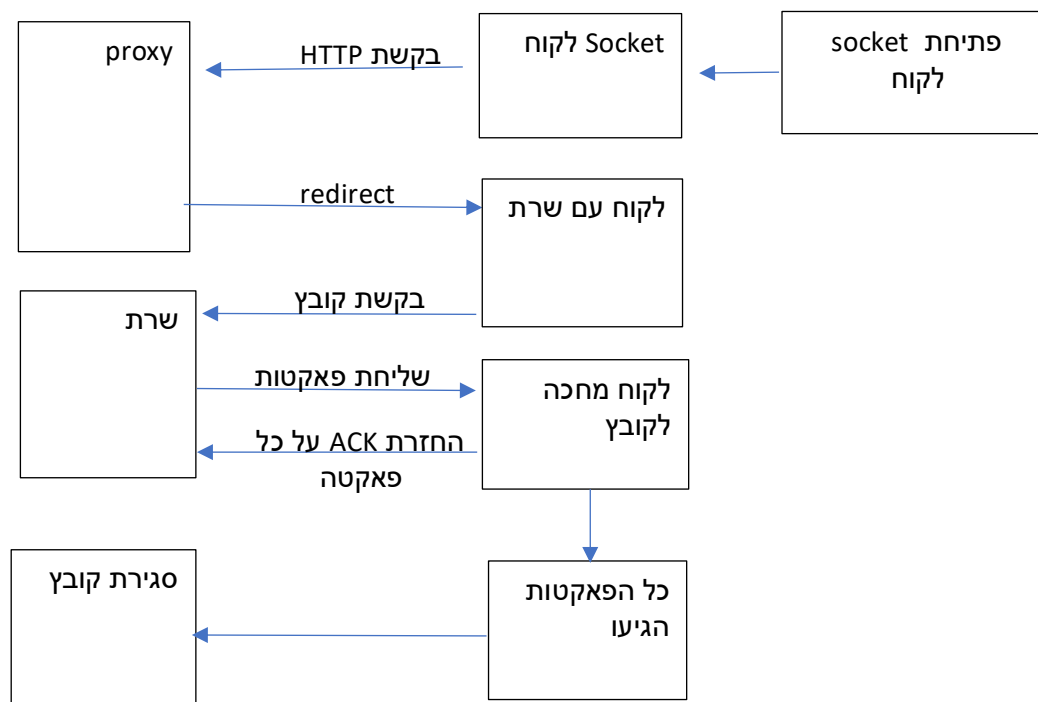 פתיחת socket
לקוח
Socket לקוח
בקשת HTTP
proxy
redirect
לקוח עם שרת
בקשת קובץ
שרת
שליחת פאקטות
לקוח מחכה
לקובץ
החזרת ACK על כל
פאקטה
כל הפאקטות
הגיעו
סגירת קובץ